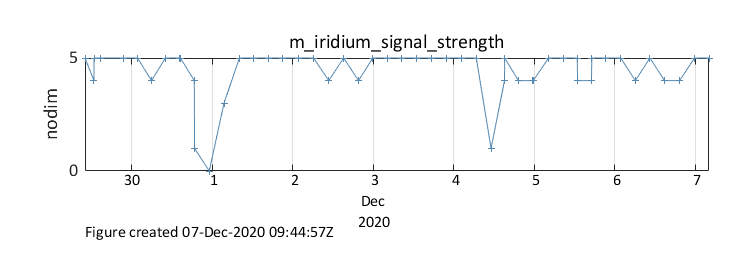 m_iridium_signal_strength
5
nodim
0
30 1 2 3 4 5 6 7
Dec
2020
Figure created 07-Dec-2020 09:44:57Z